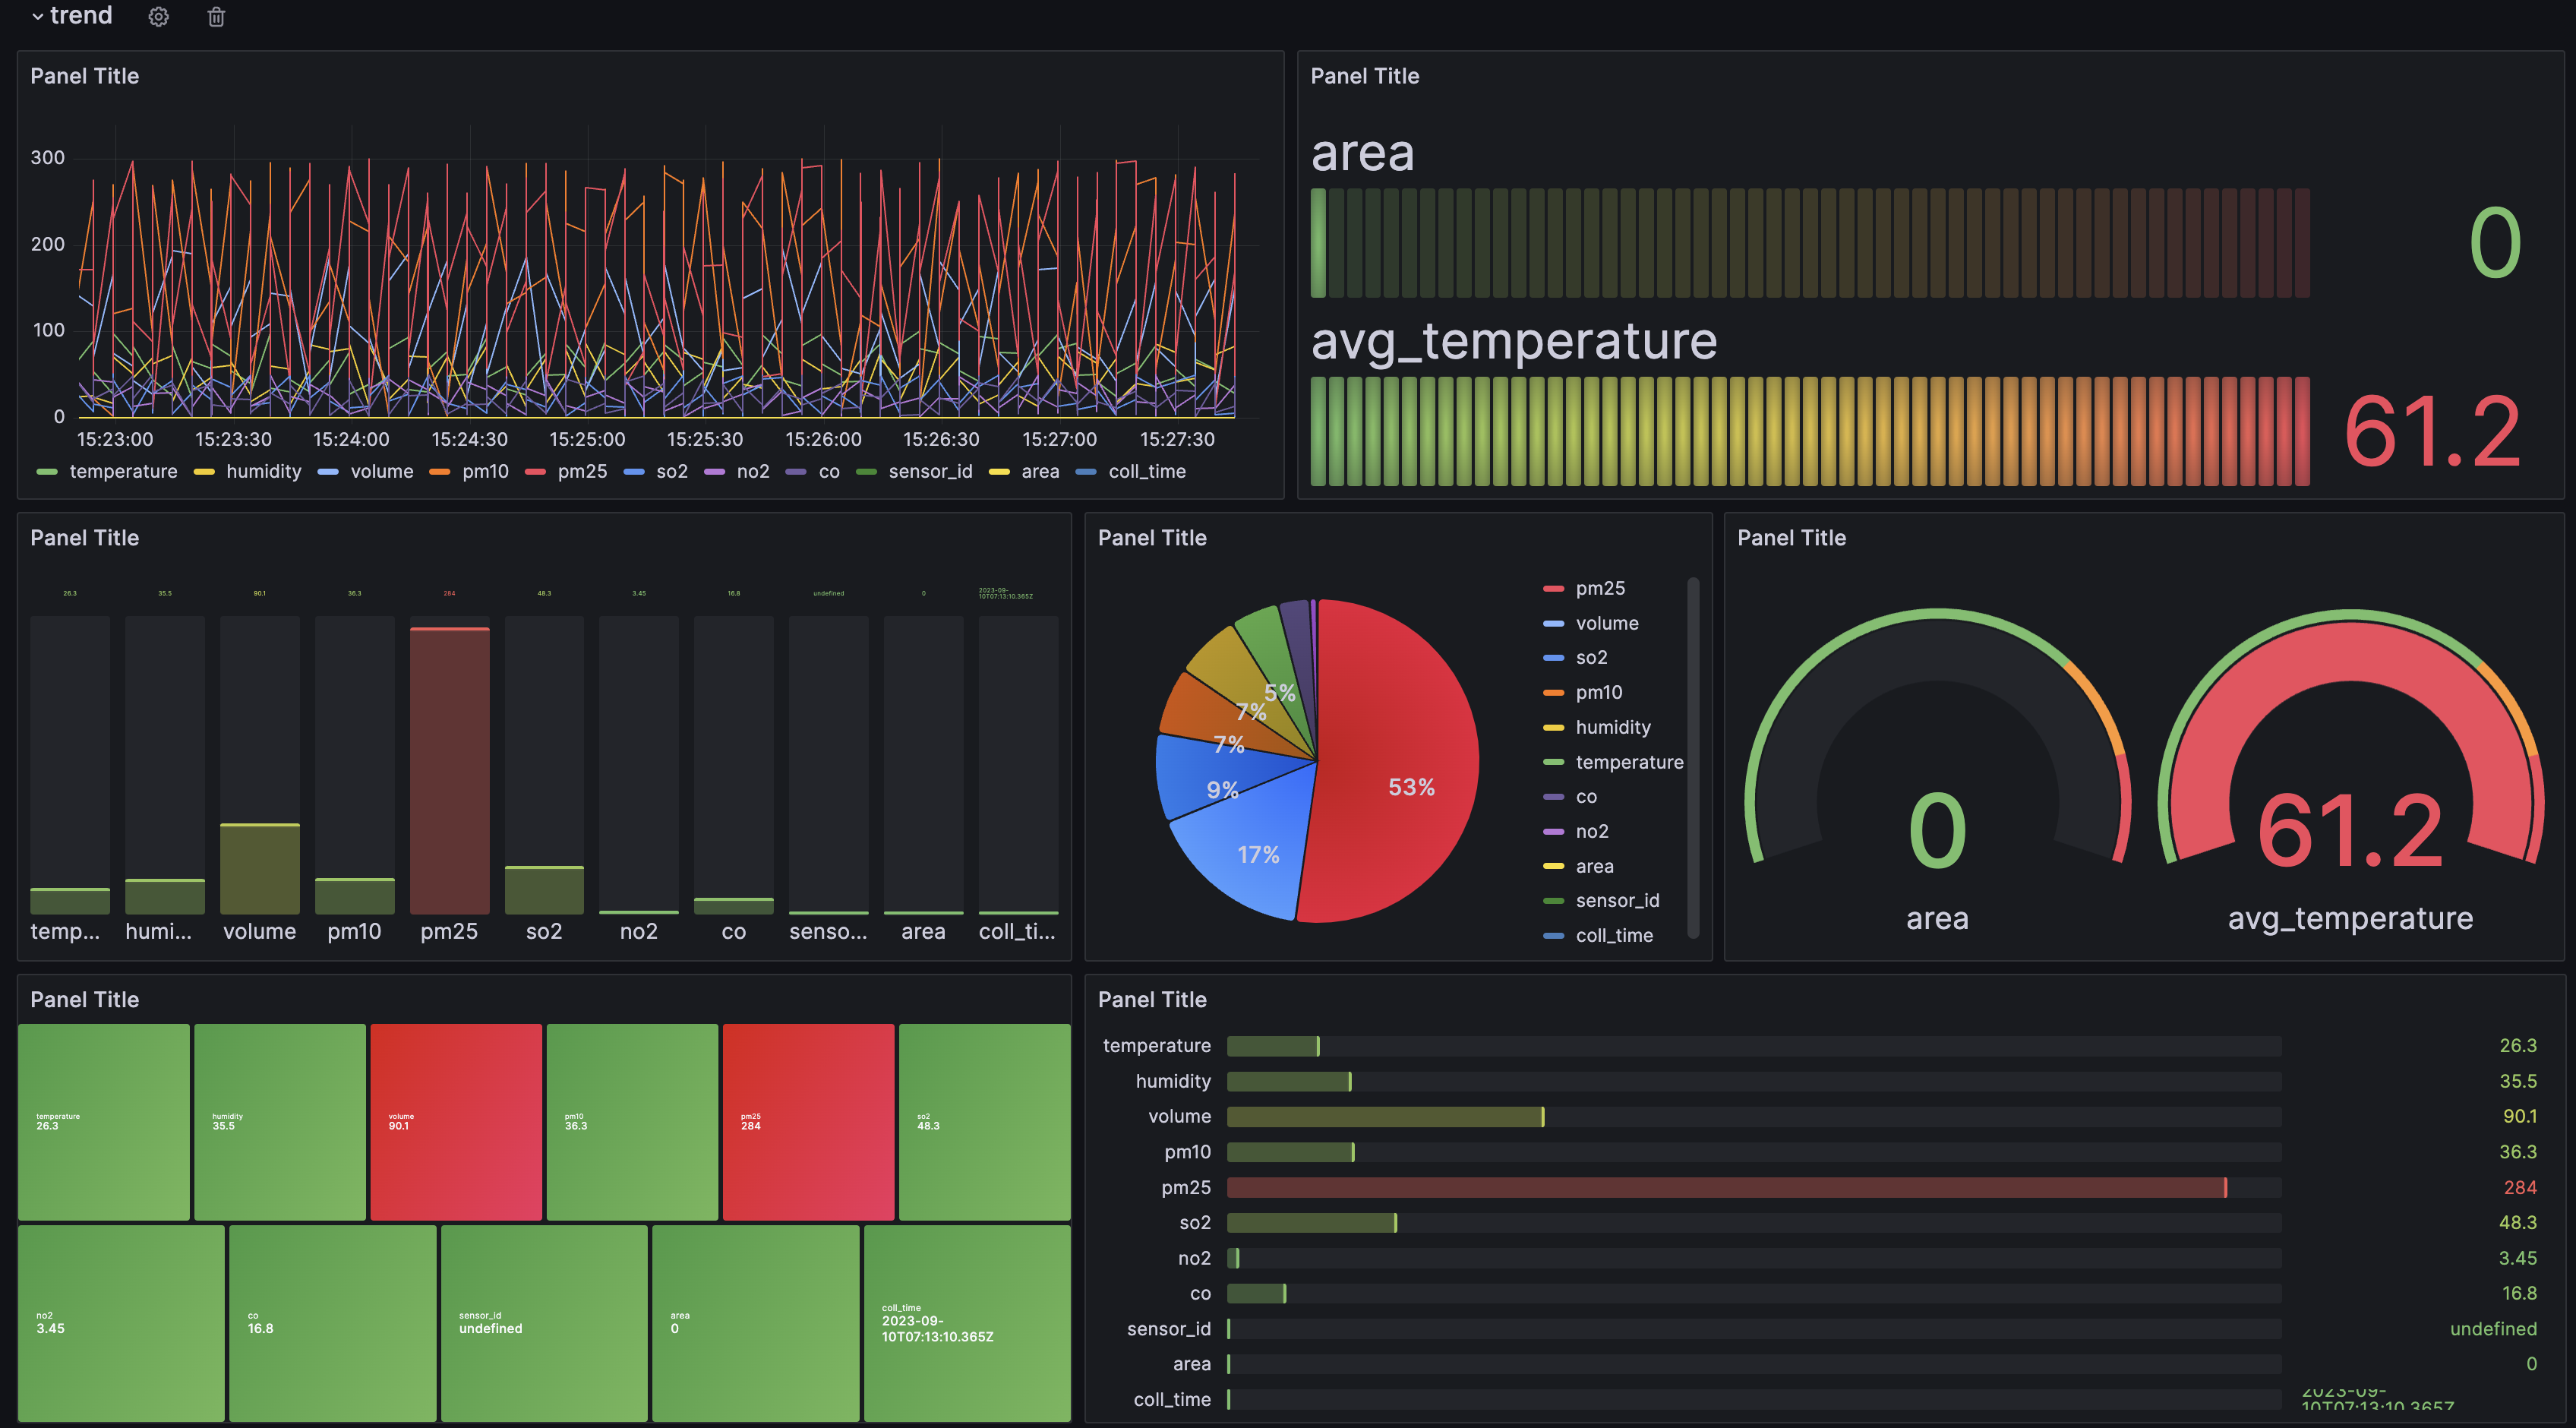 trend
Panel Title
300
200
100
0
15:23:00 15:23:30 15:24:00 15:24:30 15:25:00 15:25:30 15:26:00 15:26:30 15:27:00 15:27:30
temperature humidity volume pm10 pm25 so2 no2 co sensor_id area coll_time
Panel Title
area
0
avg_temperature
61.2
Panel Title
26.3 35.5 90.1 36.3 284 48.3 3.45 16.8 undefined 0 2023-09-
10T07:13:10.365Z
temp... humi... volume pm10 pm25 so2 no2 co senso... area coll_ti...
Panel Title
5%
7%
7%
9%
17%
53%
pm25
volume
so2
pm10
humidity
temperature
co
no2
area
sensor_id
coll_time
Panel Title
0
area
61.2
avg_temperature
Panel Title
temperature
26.3
humidity
35.5
volume
90.1
pm10
36.3
pm25
284
so2
48.3
no2
3.45
co
16.8
sensor_id
undefined
area
0
coll_time
2023-09-
10T07:13:10.365Z
Panel Title
temperature 26.3
humidity 35.5
volume 90.1
pm10 36.3
pm25 284
so2 48.3
no2 3.45
co 16.8
sensor_id undefined
area 0
coll_time 2023-09-
10T07:13:10.365Z